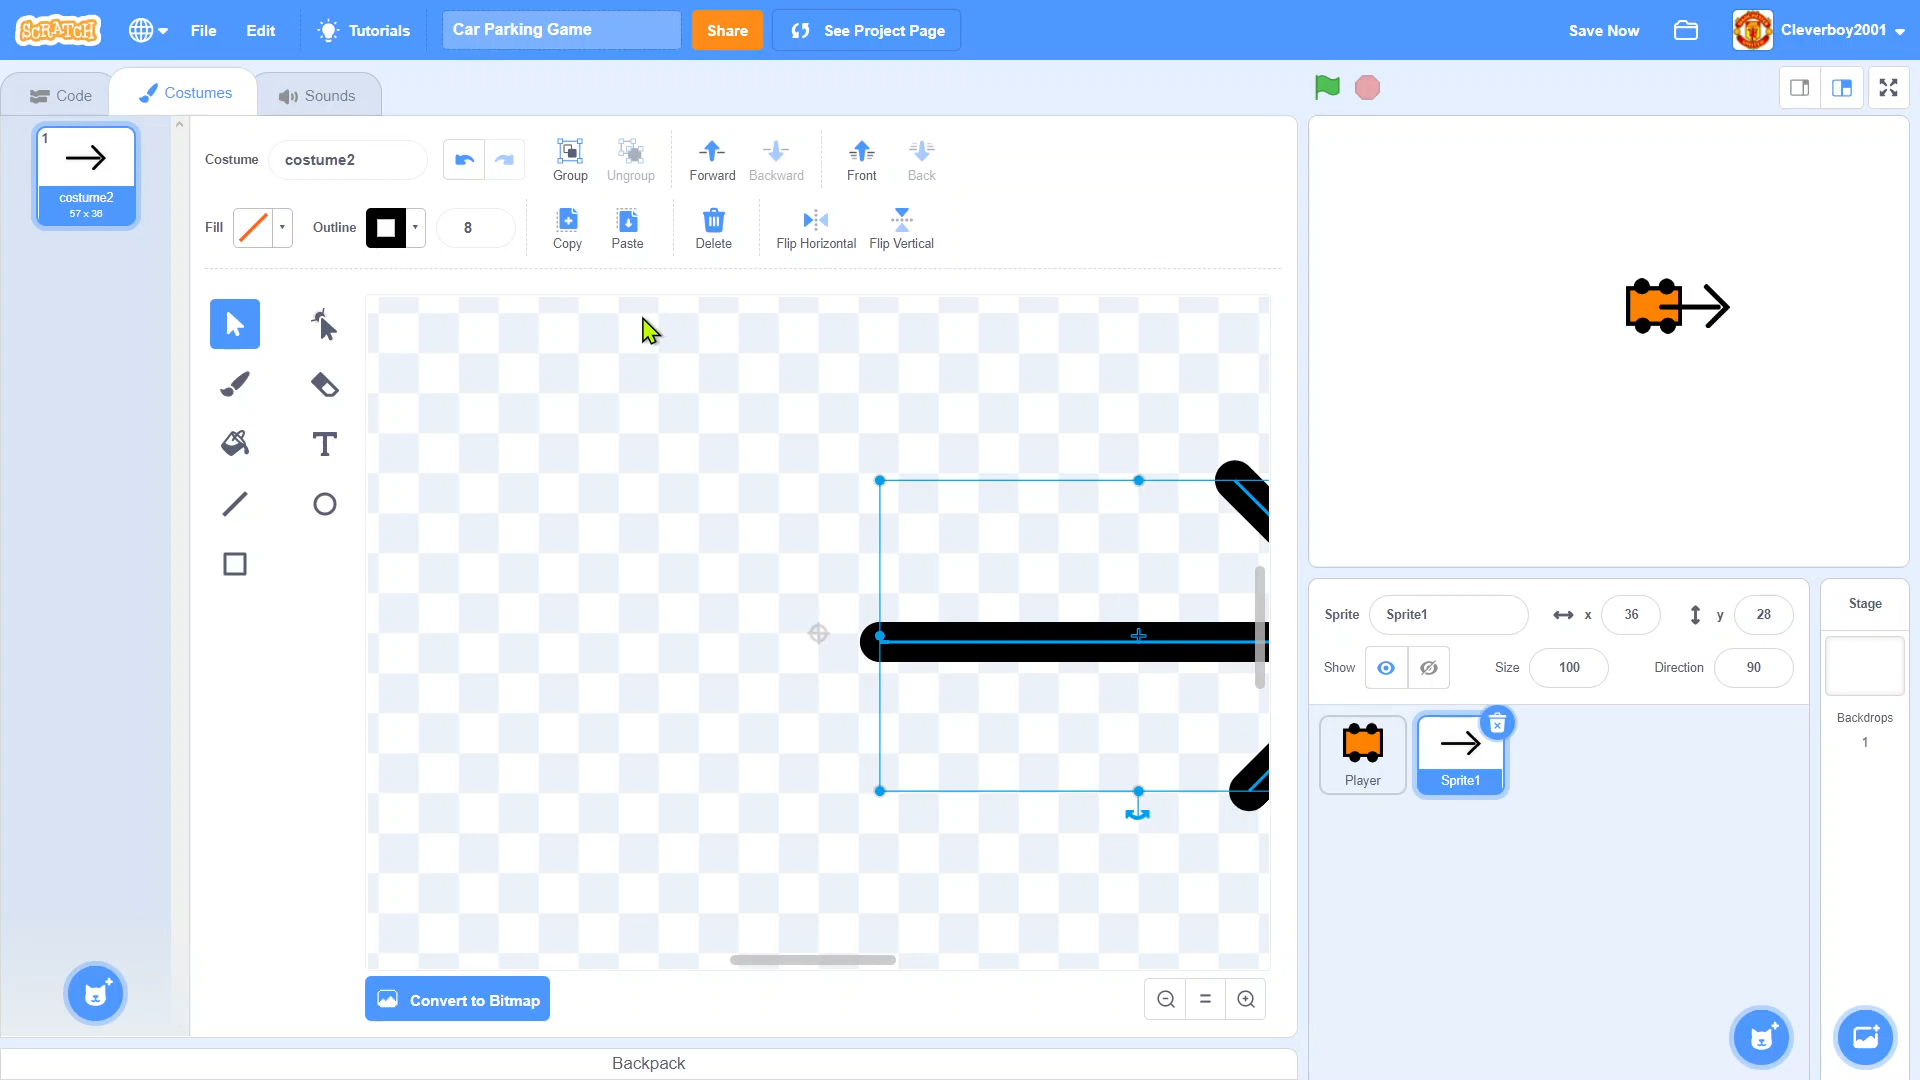 SCRATCH
File
Edit
Tutorials
Car Parking Game
Share
See Project Page
Save Now
Cleverboy2001
Code
Costumes
Sounds
1
costume2
57 x 36
Costume
costume2
Group
Ungroup
Forward
Backward
Front
Back
Fill
Outline
8
Copy
Paste
Delete
Flip Horizontal
Flip Vertical
Convert to Bitmap
Backpack
Sprite
Sprite1
x
36
y
28
Show
Size
100
Direction
90
Player
Sprite1
Stage
Backdrops
1